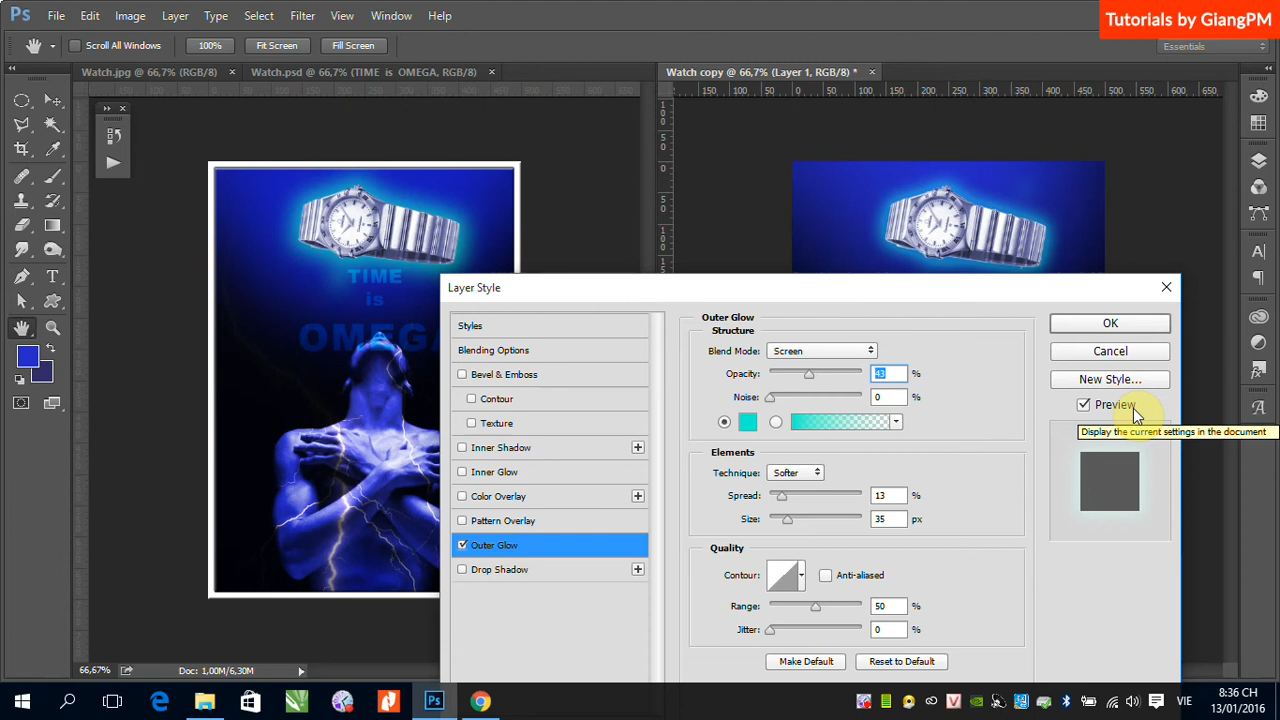 Ps File Edit Image Layer Type Select Filter View Window Help
Tutorials by GiangPM
Scroll All Windows 100% Fit Screen Fill Screen
Essentials
Watch.jpg @ 66,7% (RGB/8) × Watch.psd @ 66,7% (TIME is OMEGA, RGB/8) × Watch copy @ 66,7% (Layer 1, RGB/8) * ×
TIME
is
OMEGA
Layer Style
Styles
Blending Options
Bevel & Emboss
Contour
Texture
Inner Shadow
Inner Glow
Color Overlay
Pattern Overlay
Outer Glow
Drop Shadow
Outer Glow
Structure
Blend Mode: Screen
Opacity: 43 %
Noise: 0 %
Elements
Technique: Softer
Spread: 13 %
Size: 35 px
Quality
Contour: Anti-aliased
Range: 50 %
Jitter: 0 %
Make Default Reset to Default
OK
Cancel
New Style...
Preview
Display the current settings in the document
66,67% Doc: 1,00M/6,30M
VIE
8:36 CH
13/01/2016